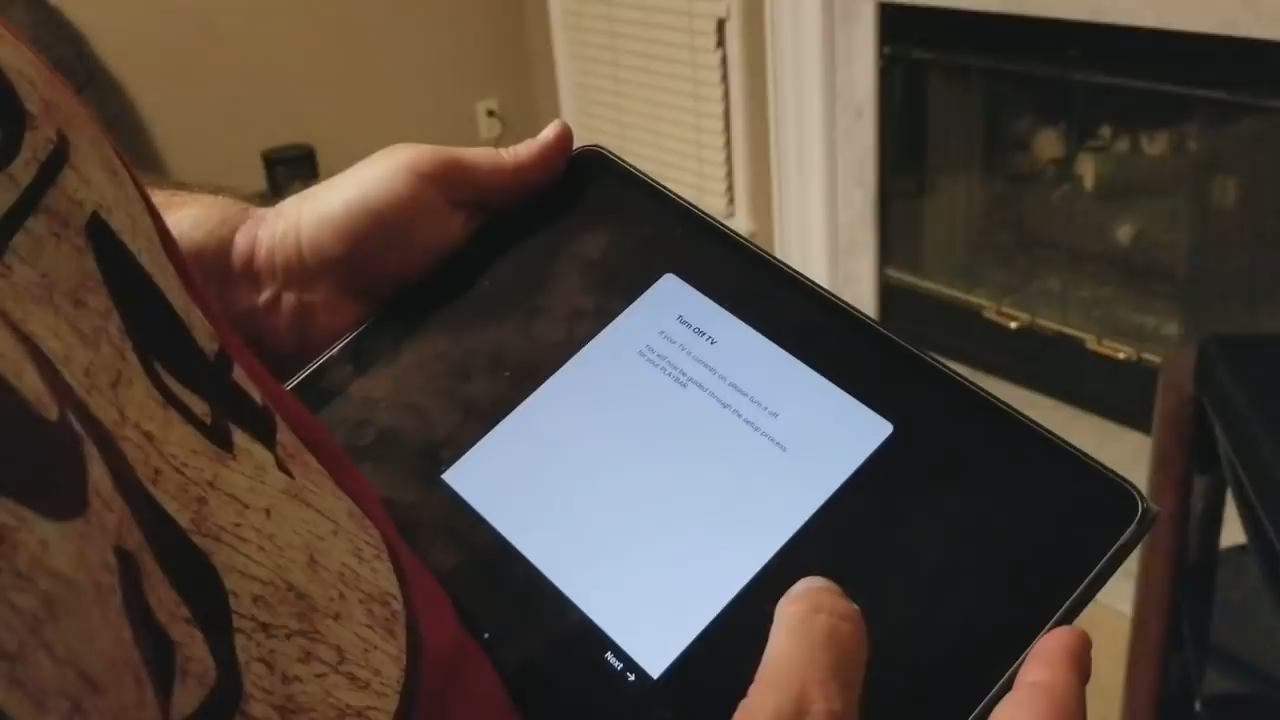 Turn Off TV
If your TV is currently on, please turn it off.
You will now be guided through the setup process
for your PLAYBAR.
Next →